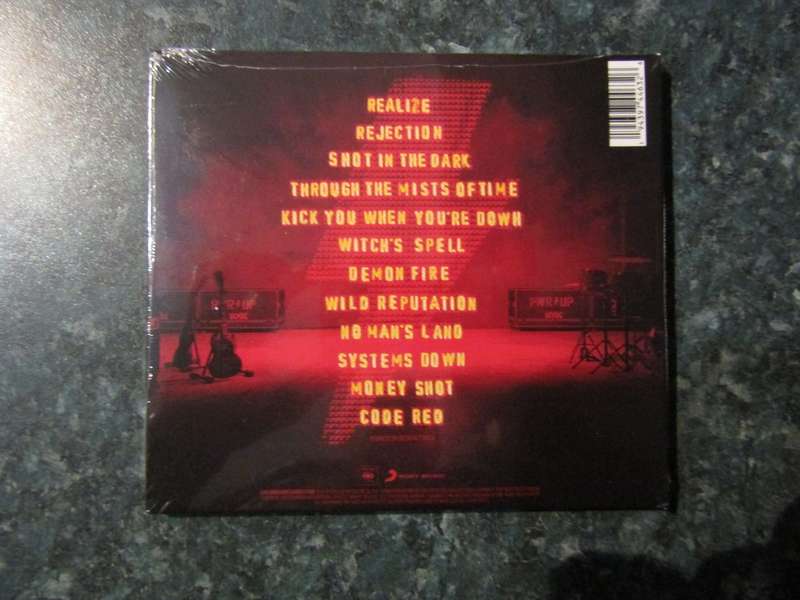 REALIZE
REJECTION
SHOT IN THE DARK
THROUGH THE MISTS OF TIME
KICK YOU WHEN YOU'RE DOWN
WITCH'S SPELL
DEMON FIRE
WILD REPUTATION
NO MAN'S LAND
SYSTEMS DOWN
MONEY SHOT
CODE RED
PWR UP
PWR UP